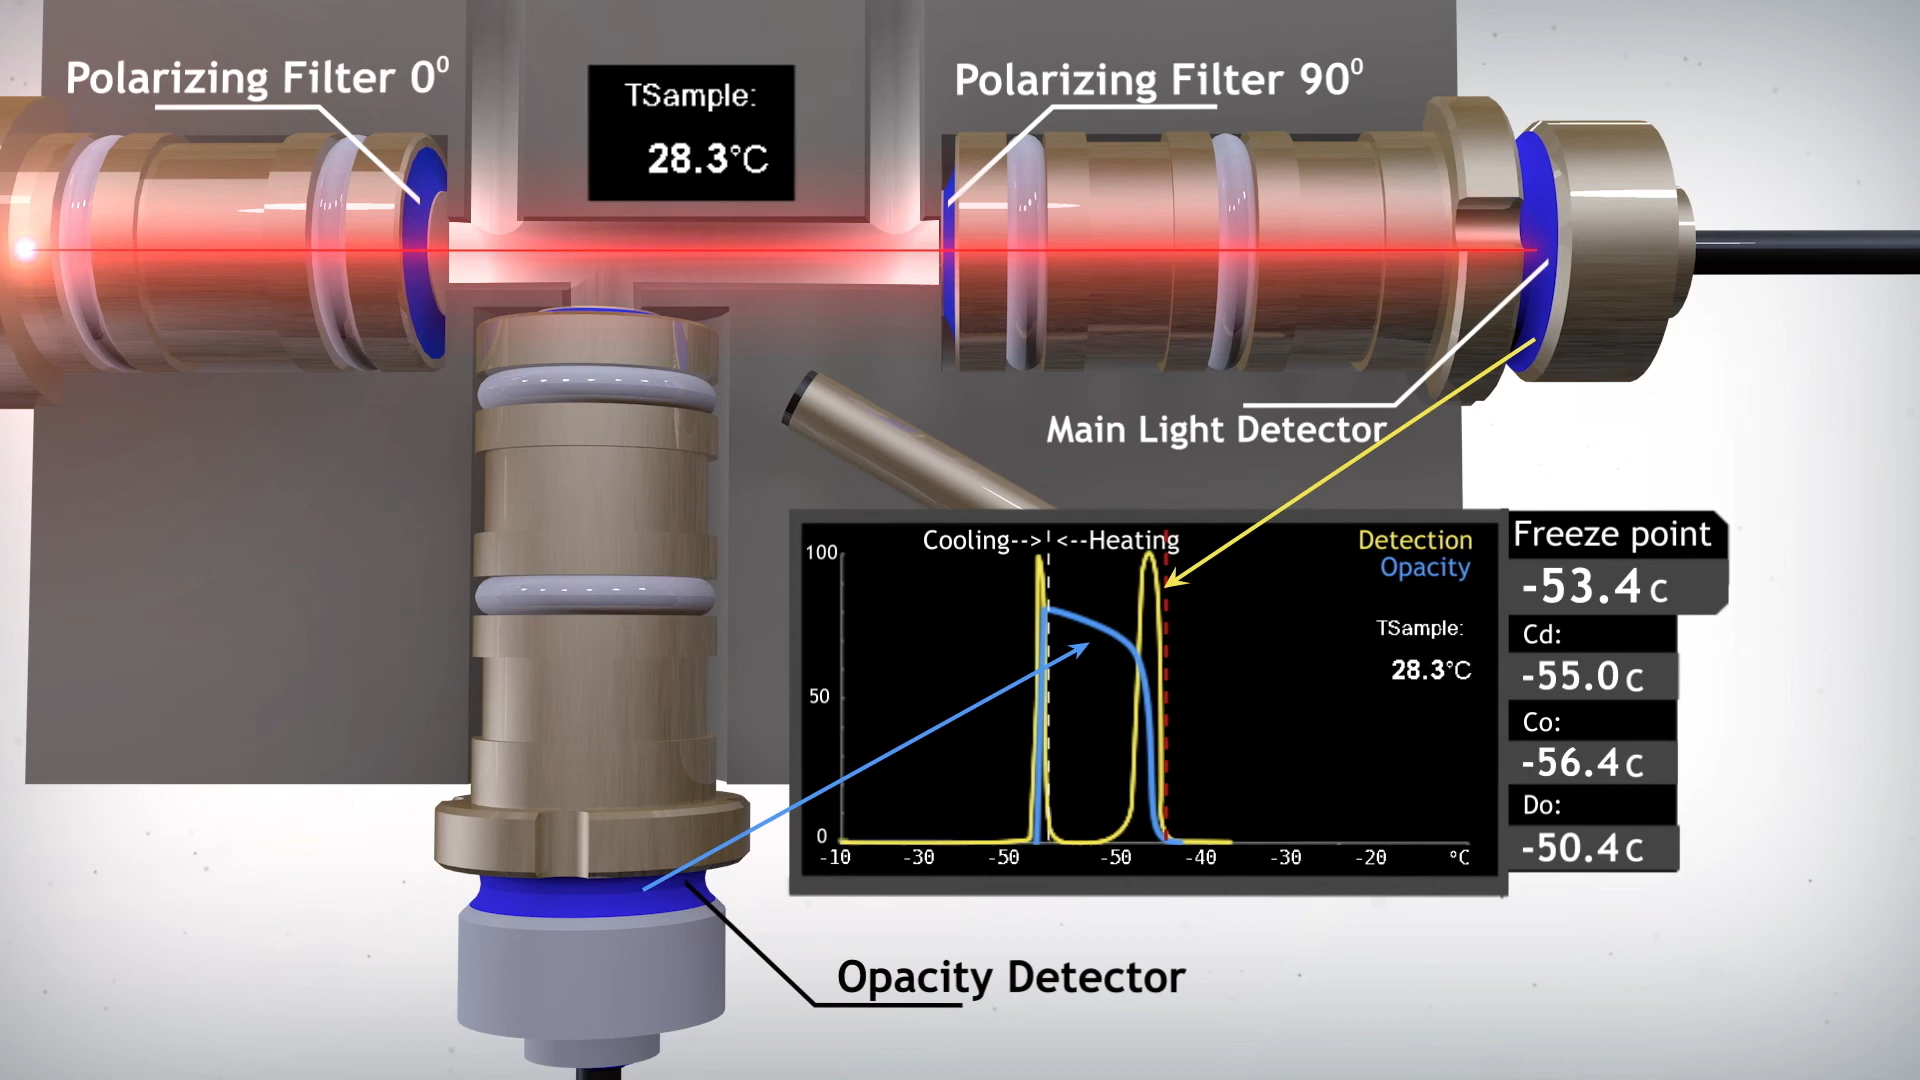 Polarizing Filter 0⁰
TSample:
28.3°C
Polarizing Filter 90⁰
Main Light Detector
Cooling-->¦<--Heating
Detection
Opacity
TSample:
28.3°C
100
50
0
-10 -30 -50 -50 -40 -30 -20 °C
Freeze point
-53.4 c
Cd:
-55.0 c
Co:
-56.4 c
Do:
-50.4 c
Opacity Detector